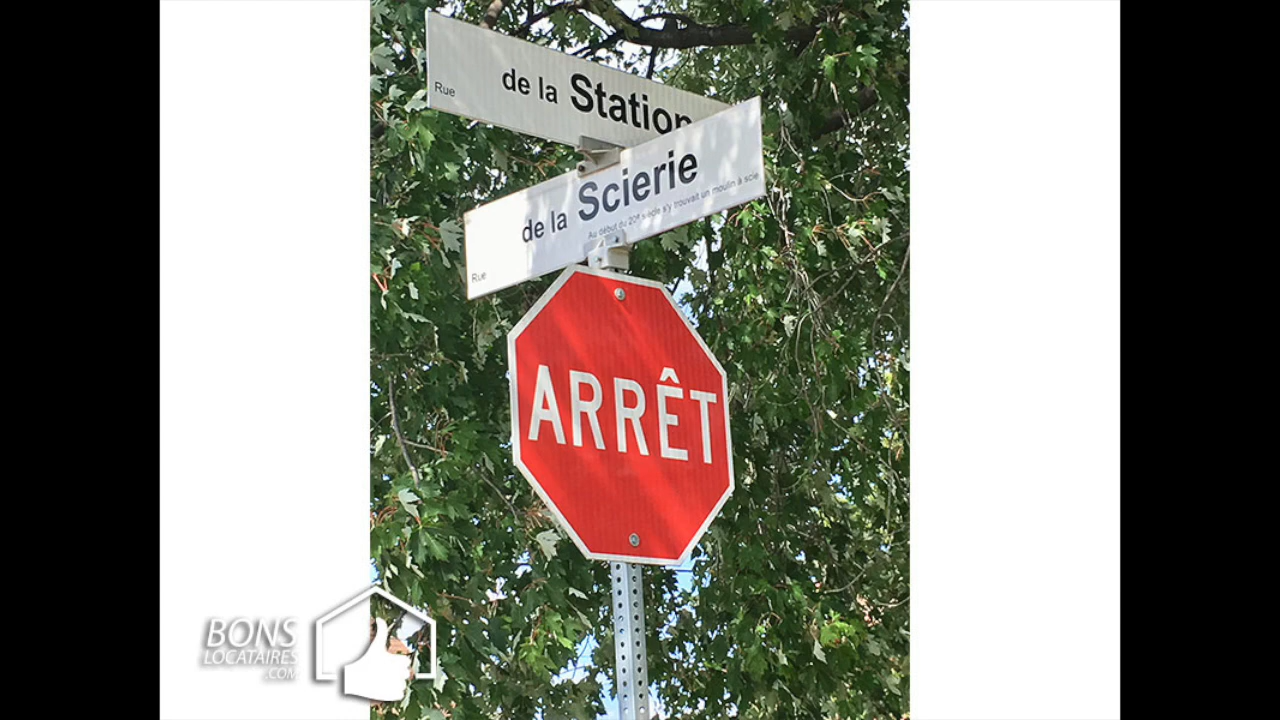 Rue de la Station
Rue de la Scierie
Au début du 20e siècle s'y trouvait un moulin à scie
ARRÊT
BONS
LOCATAIRES
.COM